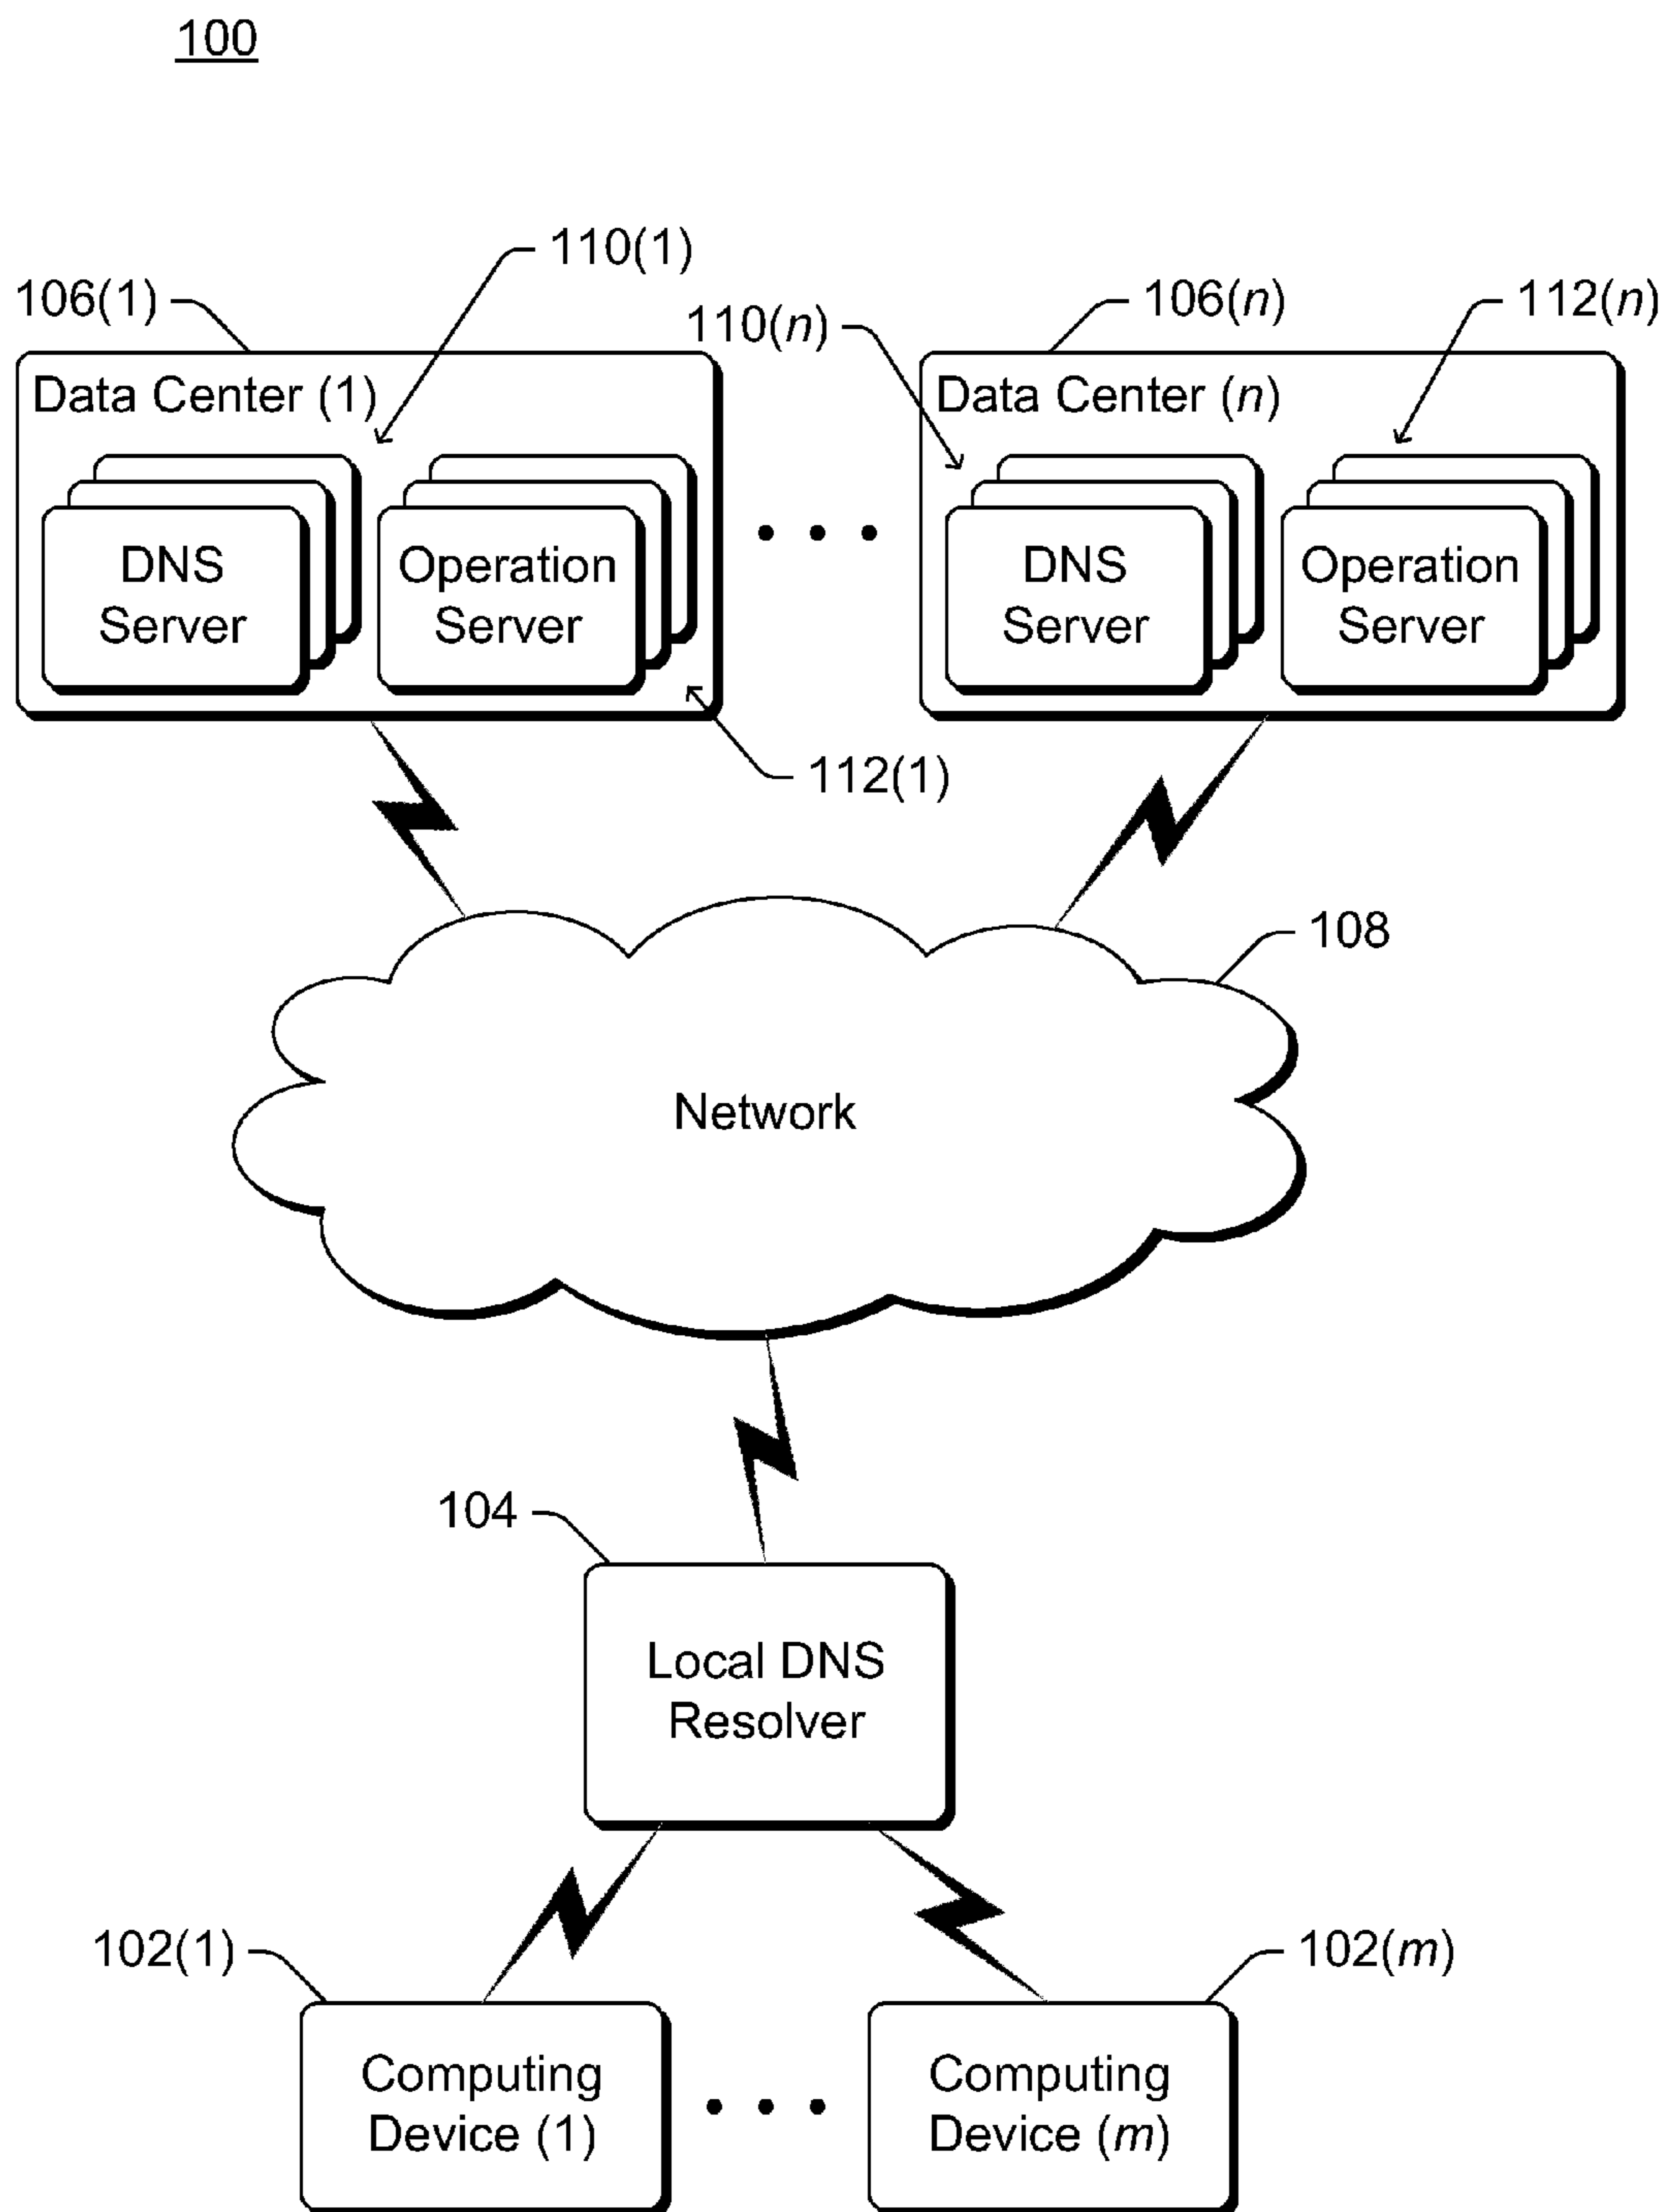 100
110(1)
106(1)
110(n)
106(n)
112(n)
Data Center (1)
Data Center (n)
DNS
Server
Operation
Server
DNS
Server
Operation
Server
112(1)
108
Network
104
Local DNS
Resolver
102(1)
102(m)
Computing
Device (1)
Computing
Device (m)